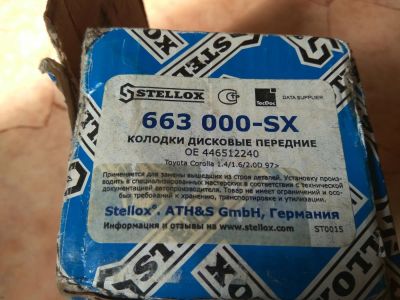 STELLOX
TecDoc
DATA SUPPLIER
663 000-SX
КОЛОДКИ ДИСКОВЫЕ ПЕРЕДНИЕ
OE 446512240
Toyota Corolla 1.4/1.6/2.0D 97>
Применяется для замены вышедших из строя деталей. Установку произ-
водить в специализированных мастерских в соответствии с технической
документацией автопроизводителя. Товар не имеет ограничений и осо-
бых требований к хранению, транспортировке и утилизации.
Stellox®, ATH&S GmbH, Германия
Информация и отзывы на www.stellox.com
ST0015